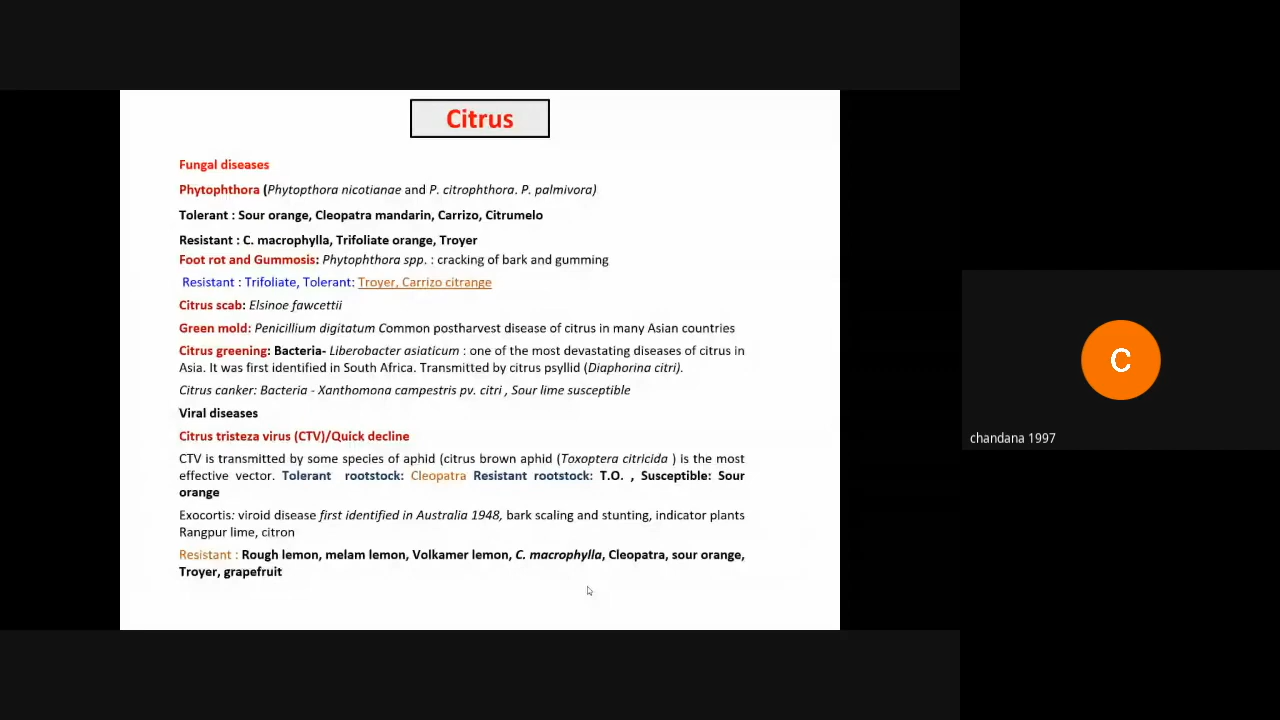 Citrus
Fungal diseases
Phytophthora (Phytopthora nicotianae and P. citrophthora. P. palmivora)
Tolerant : Sour orange, Cleopatra mandarin, Carrizo, Citrumelo
Resistant : C. macrophylla, Trifoliate orange, Troyer
Foot rot and Gummosis: Phytophthora spp. : cracking of bark and gumming
Resistant : Trifoliate, Tolerant: Troyer, Carrizo citrange
Citrus scab: Elsinoe fawcettii
Green mold: Penicillium digitatum Common postharvest disease of citrus in many Asian countries
Citrus greening: Bacteria- Liberobacter asiaticum : one of the most devastating diseases of citrus in
Asia. It was first identified in South Africa. Transmitted by citrus psyllid (Diaphorina citri).
Citrus canker: Bacteria - Xanthomona campestris pv. citri , Sour lime susceptible
Viral diseases
Citrus tristeza virus (CTV)/Quick decline
CTV is transmitted by some species of aphid (citrus brown aphid (Toxoptera citricida ) is the most
effective vector. Tolerant rootstock: Cleopatra Resistant rootstock: T.O. , Susceptible: Sour
orange
Exocortis: viroid disease first identified in Australia 1948, bark scaling and stunting, indicator plants
Rangpur lime, citron
Resistant : Rough lemon, melam lemon, Volkamer lemon, C. macrophylla, Cleopatra, sour orange,
Troyer, grapefruit
C
chandana 1997